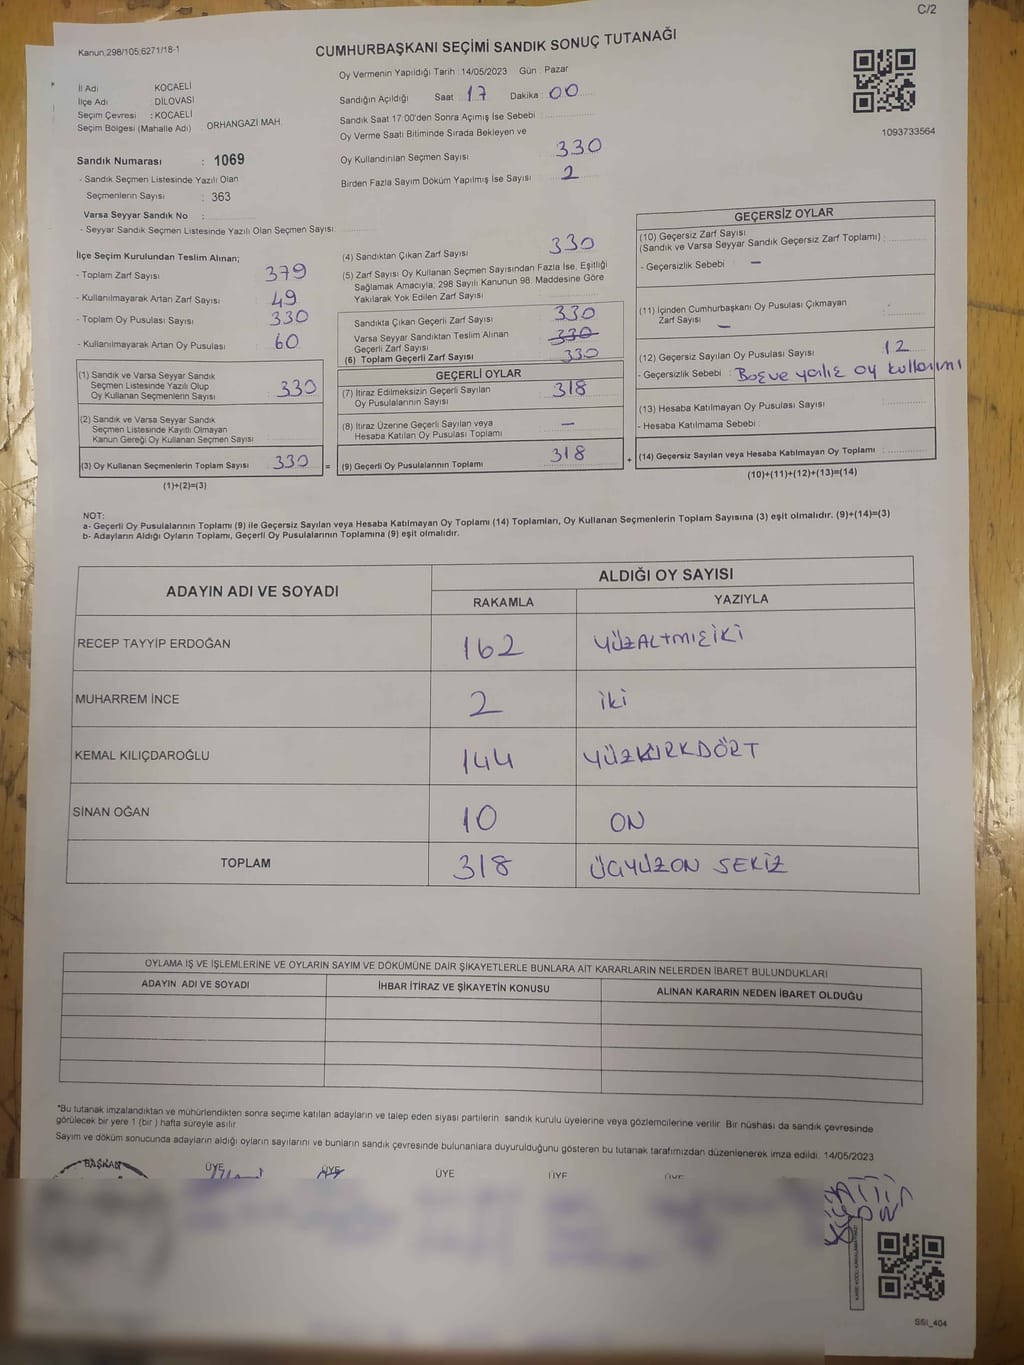 C/2
Kanun:298/105;6271/18-1
CUMHURBAŞKANI SEÇİMİ SANDIK SONUÇ TUTANAĞI
Oy Vermenin Yapıldığı Tarih :14/05/2023 Gün : Pazar
İl Adı KOCAELİ
İlçe Adı : DİLOVASI
Seçim Çevresi : KOCAELİ
Seçim Bölgesi (Mahalle Adı) ORHANGAZİ MAH.
Sandığın Açıldığı Saat : 17 Dakika : 00
Sandık Saat 17:00'den Sonra Açımış İse Sebebi :
Oy Verme Saati Bitiminde Sırada Bekleyen ve
Oy Kullandırılan Seçmen Sayısı 330
Birden Fazla Sayım Döküm Yapılmış İse Sayısı 2
1093733564
Sandık Numarası : 1069
- Sandık Seçmen Listesinde Yazılı Olan
Seçmenlerin Sayısı : 363
Varsa Seyyar Sandık No :
- Seyyar Sandık Seçmen Listesinde Yazılı Olan Seçmen Sayısı:
İlçe Seçim Kurulundan Teslim Alınan;
- Toplam Zarf Sayısı 379
- Kullanılmayarak Artan Zarf Sayısı 49
- Toplam Oy Pusulası Sayısı 330
- Kullanılmayarak Artan Oy Pusulası 60
(1) Sandık ve Varsa Seyyar Sandık
Seçmen Listesinde Yazılı Olup
Oy Kullanan Seçmenlerin Sayısı 330
(2) Sandık ve Varsa Seyyar Sandık
Seçmen Listesinde Kayıtlı Olmayan
Kanun Gereği Oy Kullanan Seçmen Sayısı
(3) Oy Kullanan Seçmenlerin Toplam Sayısı 330 =
(1)+(2)=(3)
(4) Sandıktan Çıkan Zarf Sayısı 330
(5) Zarf Sayısı Oy Kullanan Seçmen Sayısından Fazla İse, Eşitliği
Sağlamak Amacıyla; 298 Sayılı Kanunun 98. Maddesine Göre
Yakılarak Yok Edilen Zarf Sayısı
Sandıkta Çıkan Geçerli Zarf Sayısı 330
Varsa Seyyar Sandıktan Teslim Alınan
Geçerli Zarf Sayısı 330
(6) Toplam Geçerli Zarf Sayısı 330
GEÇERLİ OYLAR
(7) İtiraz Edilmeksizin Geçerli Sayılan
Oy Pusulalarının Sayısı 318
(8) İtiraz Üzerine Geçerli Sayılan veya
Hesaba Katılan Oy Pusulası Toplamı —
(9) Geçerli Oy Pusulalarının Toplamı 318 +
GEÇERSİZ OYLAR
(10) Geçersiz Zarf Sayısı
(Sandık ve Varsa Seyyar Sandık Geçersiz Zarf Toplamı) :
- Geçersizlik Sebebi : —
(11) İçinden Cumhurbaşkanı Oy Pusulası Çıkmayan
Zarf Sayısı —
(12) Geçersiz Sayılan Oy Pusulası Sayısı 12
- Geçersizlik Sebebi : Boş ve yanlış oy kullanımı
(13) Hesaba Katılmayan Oy Pusulası Sayısı
- Hesaba Katılmama Sebebi :
(14) Geçersiz Sayılan veya Hesaba Katılmayan Oy Toplamı :
(10)+(11)+(12)+(13)=(14)
NOT:
a- Geçerli Oy Pusulalarının Toplamı (9) ile Geçersiz Sayılan veya Hesaba Katılmayan Oy Toplamı (14) Toplamları, Oy Kullanan Seçmenlerin Toplam Sayısına (3) eşit olmalıdır. (9)+(14)=(3)
b- Adayların Aldığı Oyların Toplamı, Geçerli Oy Pusulalarının Toplamına (9) eşit olmalıdır.
ADAYIN ADI VE SOYADI ALDIĞI OY SAYISI
RAKAMLA YAZIYLA
RECEP TAYYİP ERDOĞAN 162 YÜZALTMIŞİKİ
MUHARREM İNCE 2 iki
KEMAL KILIÇDAROĞLU 144 YÜZKIRKDÖRT
SİNAN OĞAN 10 ON
TOPLAM 318 ÜÇYÜZON SEKİZ
OYLAMA İŞ VE İŞLEMLERİNE VE OYLARIN SAYIM VE DÖKÜMÜNE DAİR ŞİKAYETLERLE BUNLARA AİT KARARLARIN NELERDEN İBARET BULUNDUKLARI
ADAYIN ADI VE SOYADI İHBAR İTİRAZ VE ŞİKAYETİN KONUSU ALINAN KARARIN NEDEN İBARET OLDUĞU
"Bu tutanak imzalandıktan ve mühürlendikten sonra seçime katılan adayların ve talep eden siyasi partilerin sandık kurulu üyelerine veya gözlemcilerine verilir. Bir nüshası da sandık çevresinde
görülecek bir yere 1 (bir) hafta süreyle asılır.
Sayım ve döküm sonucunda adayların aldığı oyların sayılarını ve bunların sandık çevresinde bulunanlara duyurulduğunu gösteren bu tutanak tarafımızdan düzenlenerek imza edildi. 14/05/2023
BAŞKAN ÜYE ÜYE ÜYE ÜYE ÜYE
SSI_404